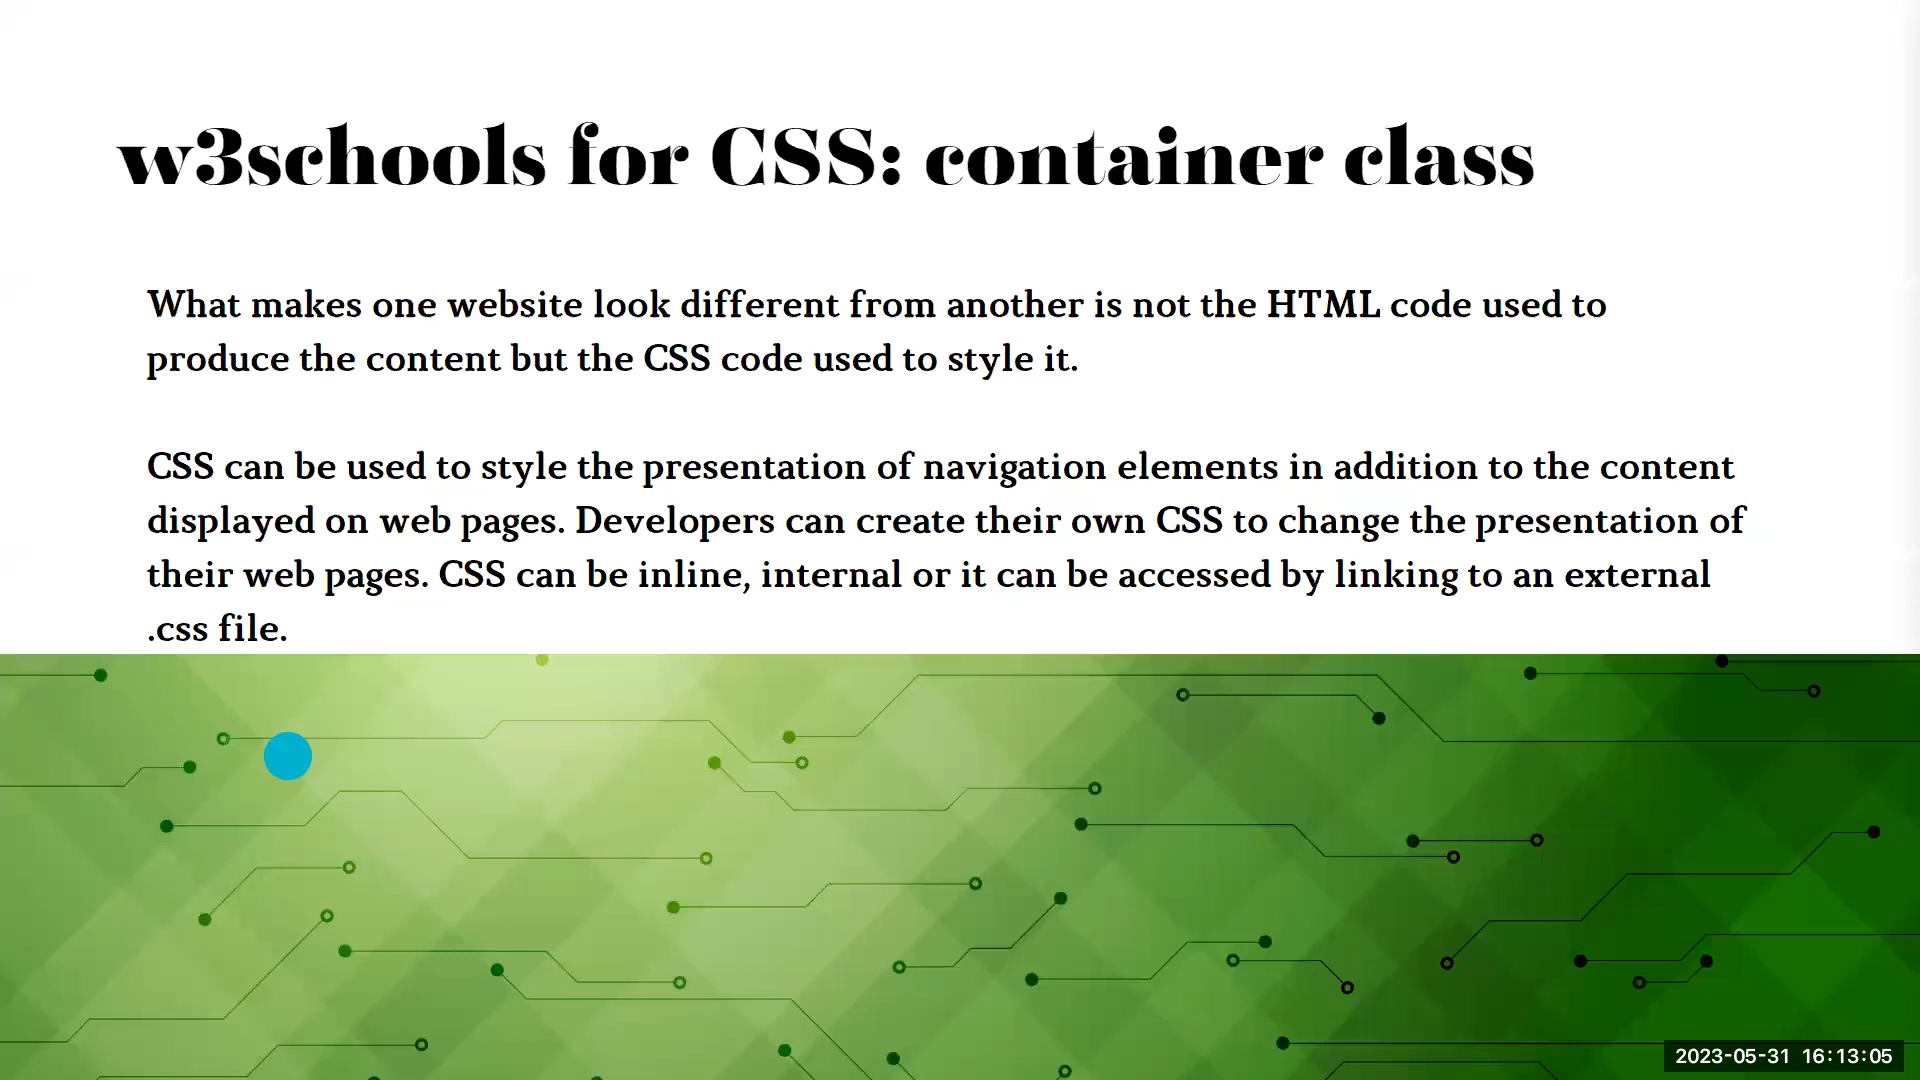 w3schools for CSS: container class
What makes one website look different from another is not the HTML code used to
produce the content but the CSS code used to style it.
CSS can be used to style the presentation of navigation elements in addition to the content
displayed on web pages. Developers can create their own CSS to change the presentation of
their web pages. CSS can be inline, internal or it can be accessed by linking to an external
.css file.
2023-05-31 16:13:05